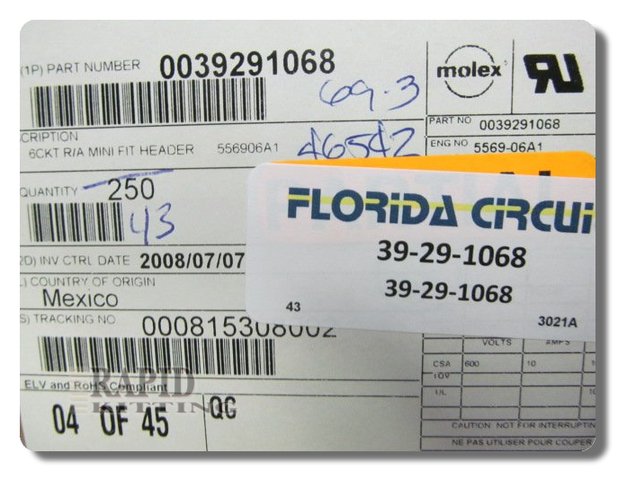 (1P) PART NUMBER 0039291068
69.3
molex
PART NO 0039291068
CRIPTION
6CKT R/A MINI FIT HEADER 556906A1
46542
ENG NO 5569-06A1
QUANTITY 250
43
FLORIDA CIRCUI
39-29-1068
39-29-1068
43 3021A
D) INV CTRL DATE 2008/07/07
) COUNTRY OF ORIGIN
Mexico
S) TRACKING NO 000815308002
VOLTS AMPS
CSA 600 10
UL
ELV and RoHS Compliant
RAPID
KITTING
04 OF 45 QC
CAUTION: NOT FOR INTERRUPTIN
NE PAS UTILISER POUR COUPER